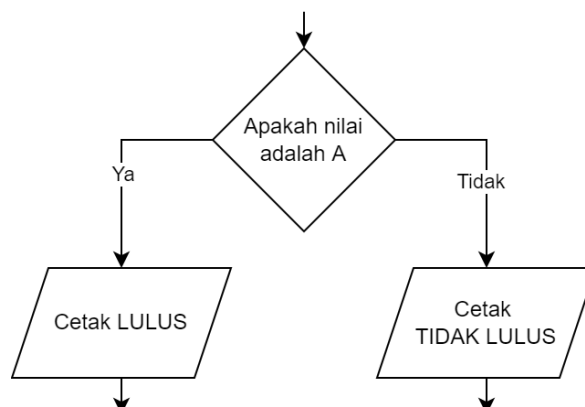 Apakah nilai
adalah A
Ya
Tidak
Cetak LULUS
Cetak
TIDAK LULUS